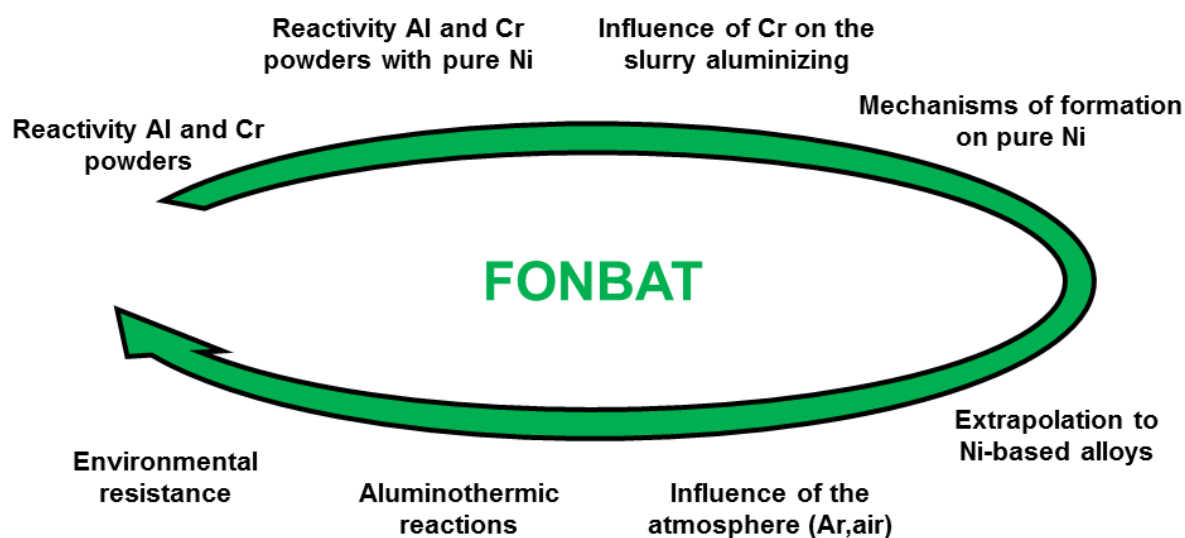 Reactivity Al and Cr
powders
Reactivity Al and Cr
powders with pure Ni
Influence of Cr on the
slurry aluminizing
Mechanisms of formation
on pure Ni
FONBAT
Extrapolation to
Ni-based alloys
Influence of the
atmosphere (Ar,air)
Aluminothermic
reactions
Environmental
resistance